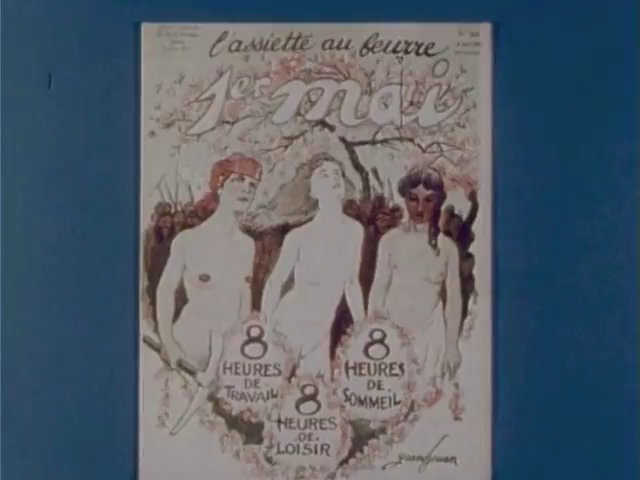 l'assiette au beurre
1er mai
8
HEURES
DE
TRAVAIL
8
HEURES
DE
LOISIR
8
HEURES
DE
SOMMEIL